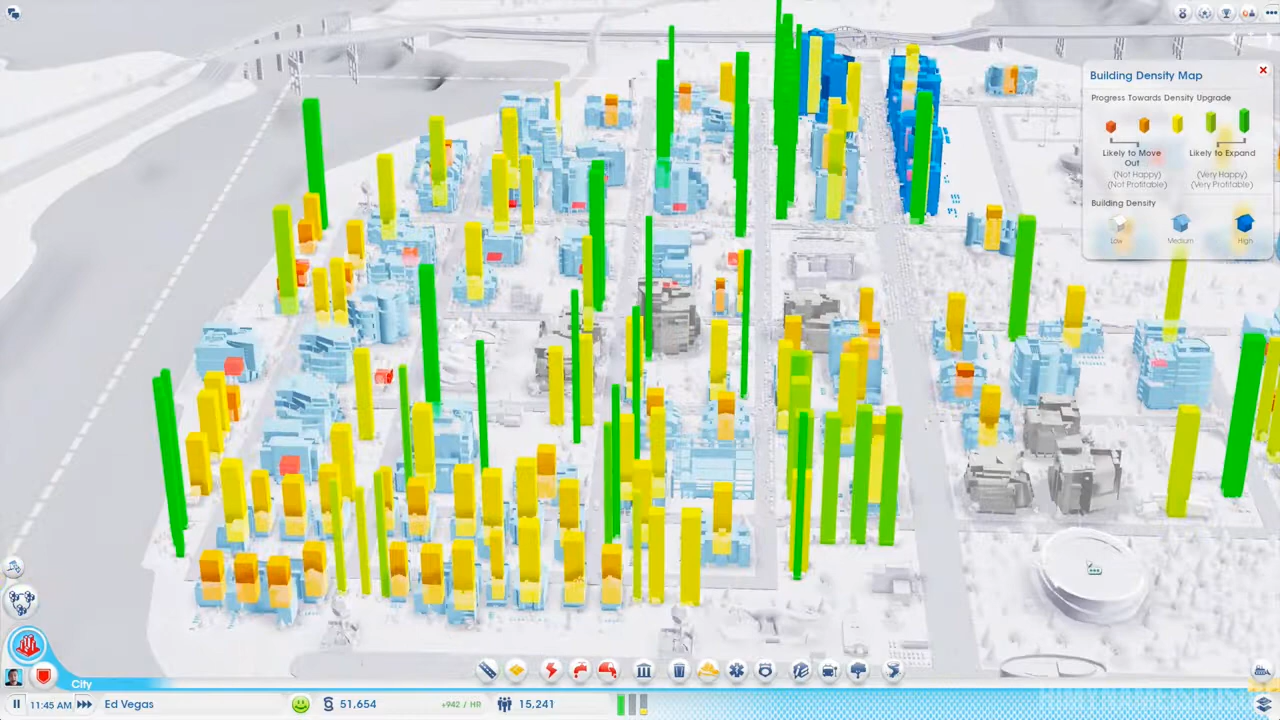 Building Density Map
Progress Towards Density Upgrade
Likely to Move Out
Likely to Expand
(Not Happy)
(Very Happy)
(Not Profitable)
(Very Profitable)
Building Density
Low
Medium
High
City
11:45 AM
Ed Vegas
51,654
+942 / HR
15,241